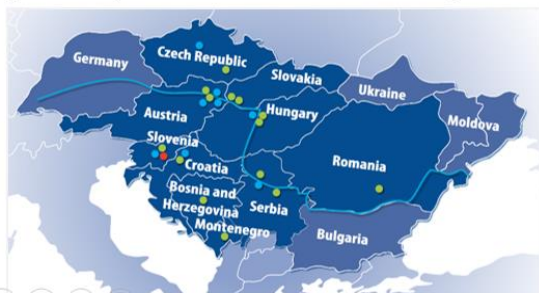 Czech Republic
Germany
Slovakia
Ukraine
Moldova
Austria
Hungary
Slovenia
Croatia
Romania
Bosnia and
Herzegovina
Serbia
Montenegro
Bulgaria